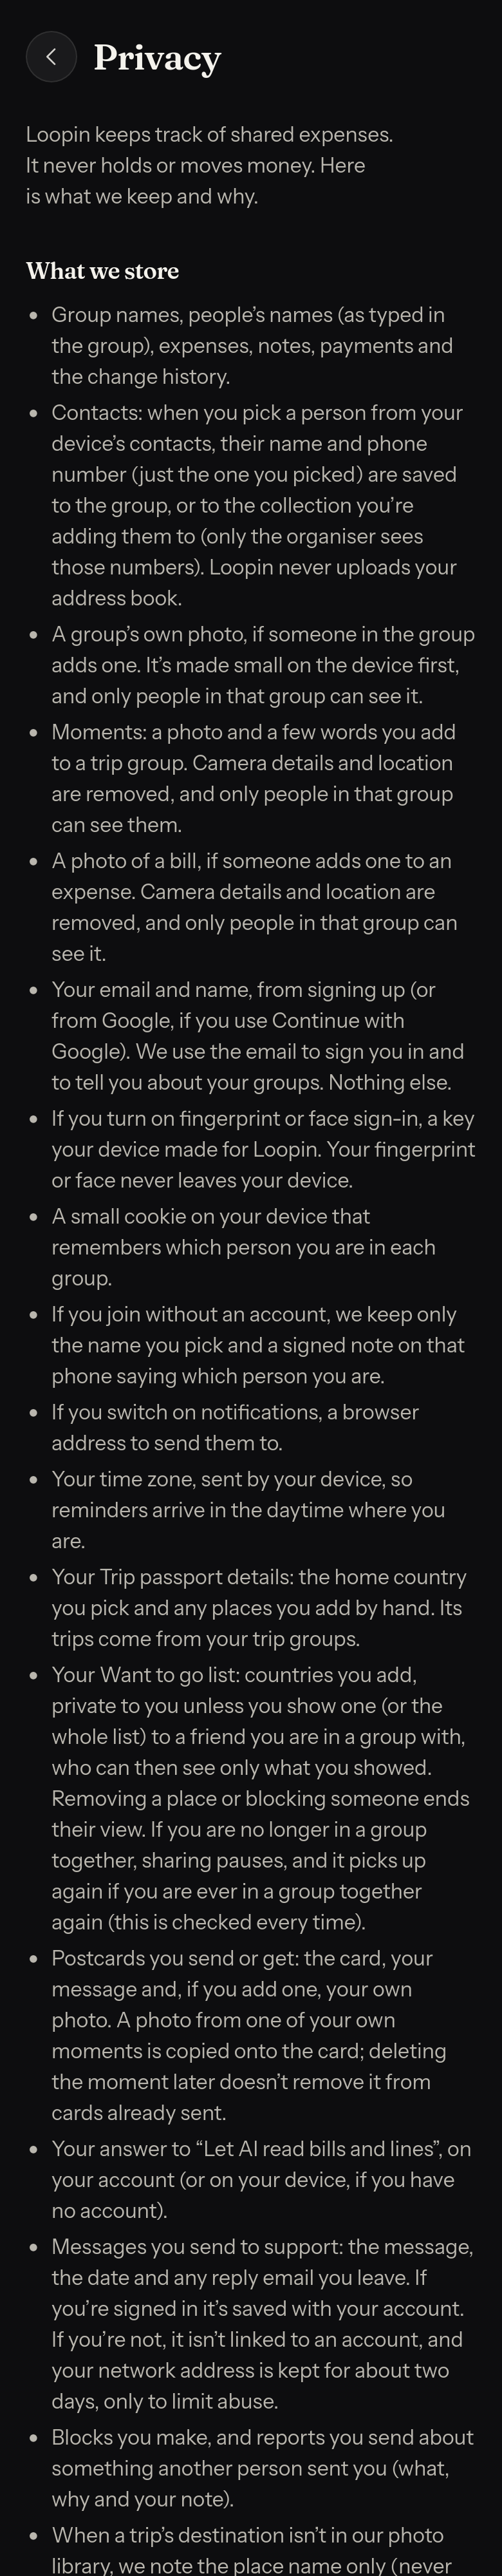 Privacy
Loopin keeps track of shared expenses.
It never holds or moves money. Here
is what we keep and why.
What we store
• Group names, people’s names (as typed in
the group), expenses, notes, payments and
the change history.
• Contacts: when you pick a person from your
device’s contacts, their name and phone
number (just the one you picked) are saved
to the group, or to the collection you’re
adding them to (only the organiser sees
those numbers). Loopin never uploads your
address book.
• A group’s own photo, if someone in the group
adds one. It’s made small on the device first,
and only people in that group can see it.
• Moments: a photo and a few words you add
to a trip group. Camera details and location
are removed, and only people in that group
can see them.
• A photo of a bill, if someone adds one to an
expense. Camera details and location are
removed, and only people in that group can
see it.
• Your email and name, from signing up (or
from Google, if you use Continue with
Google). We use the email to sign you in and
to tell you about your groups. Nothing else.
• If you turn on fingerprint or face sign-in, a key
your device made for Loopin. Your fingerprint
or face never leaves your device.
• A small cookie on your device that
remembers which person you are in each
group.
• If you join without an account, we keep only
the name you pick and a signed note on that
phone saying which person you are.
• If you switch on notifications, a browser
address to send them to.
• Your time zone, sent by your device, so
reminders arrive in the daytime where you
are.
• Your Trip passport details: the home country
you pick and any places you add by hand. Its
trips come from your trip groups.
• Your Want to go list: countries you add,
private to you unless you show one (or the
whole list) to a friend you are in a group with,
who can then see only what you showed.
Removing a place or blocking someone ends
their view. If you are no longer in a group
together, sharing pauses, and it picks up
again if you are ever in a group together
again (this is checked every time).
• Postcards you send or get: the card, your
message and, if you add one, your own
photo. A photo from one of your own
moments is copied onto the card; deleting
the moment later doesn’t remove it from
cards already sent.
• Your answer to “Let AI read bills and lines”, on
your account (or on your device, if you have
no account).
• Messages you send to support: the message,
the date and any reply email you leave. If
you’re signed in it’s saved with your account.
If you’re not, it isn’t linked to an account, and
your network address is kept for about two
days, only to limit abuse.
• Blocks you make, and reports you send about
something another person sent you (what,
why and your note).
• When a trip’s destination isn’t in our photo
library, we note the place name only (never